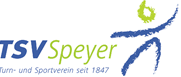 TSV Speyer
Turn- und Sportverein seit 1847